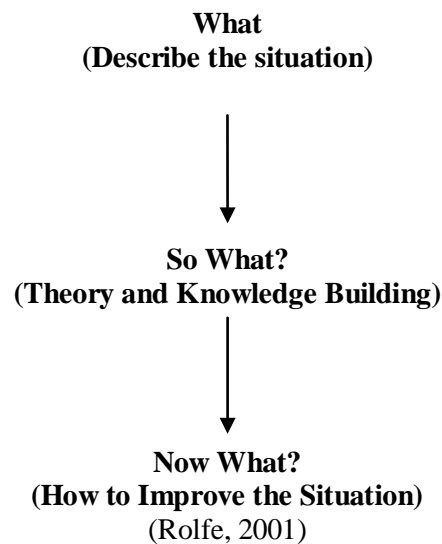 What
(Describe the situation)
So What?
(Theory and Knowledge Building)
Now What?
(How to Improve the Situation)
(Rolfe, 2001)